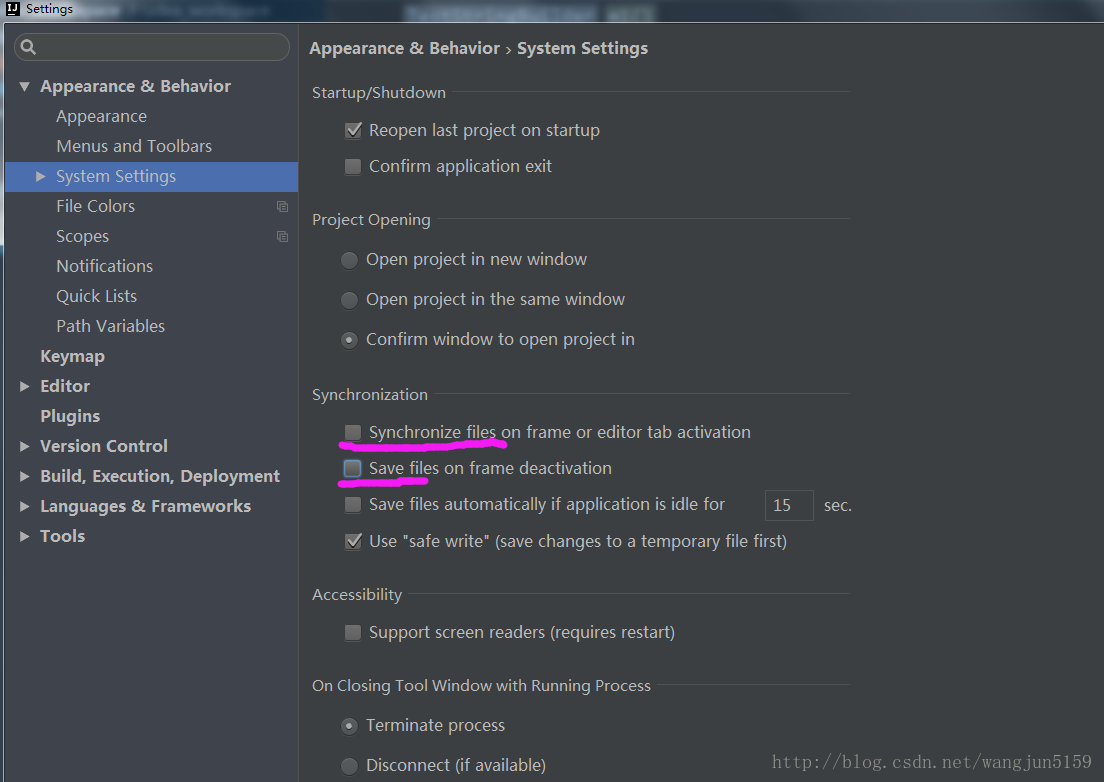 Settings
Appearance & Behavior
Appearance
Menus and Toolbars
System Settings
File Colors
Scopes
Notifications
Quick Lists
Path Variables
Keymap
Editor
Plugins
Version Control
Build, Execution, Deployment
Languages & Frameworks
Tools
Appearance & Behavior › System Settings
Startup/Shutdown
Reopen last project on startup
Confirm application exit
Project Opening
Open project in new window
Open project in the same window
Confirm window to open project in
Synchronization
Synchronize files on frame or editor tab activation
Save files on frame deactivation
Save files automatically if application is idle for 15 sec.
Use "safe write" (save changes to a temporary file first)
Accessibility
Support screen readers (requires restart)
On Closing Tool Window with Running Process
Terminate process
Disconnect (if available)
http://blog.csdn.net/wangjun5159